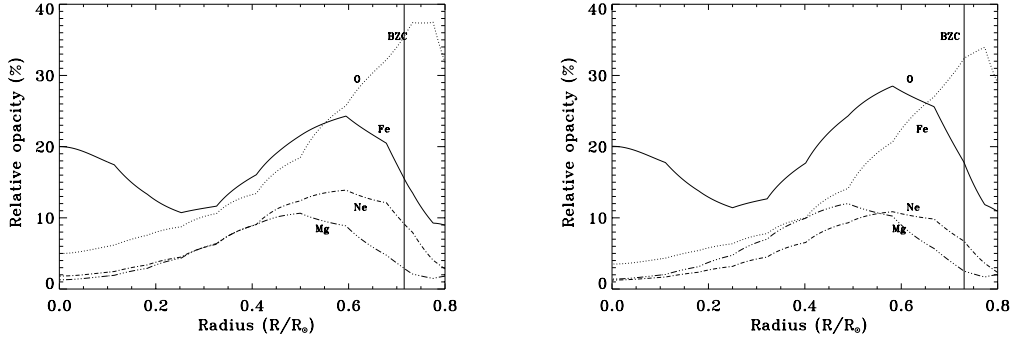 40
30
20
10
0
Relative opacity (%)
BZC
O
Fe
Ne
Mg
0.0 0.2 0.4 0.6 0.8
Radius (R/R⊙)
40
30
20
10
0
Relative opacity (%)
BZC
O
Fe
Ne
Mg
0.0 0.2 0.4 0.6 0.8
Radius (R/R⊙)